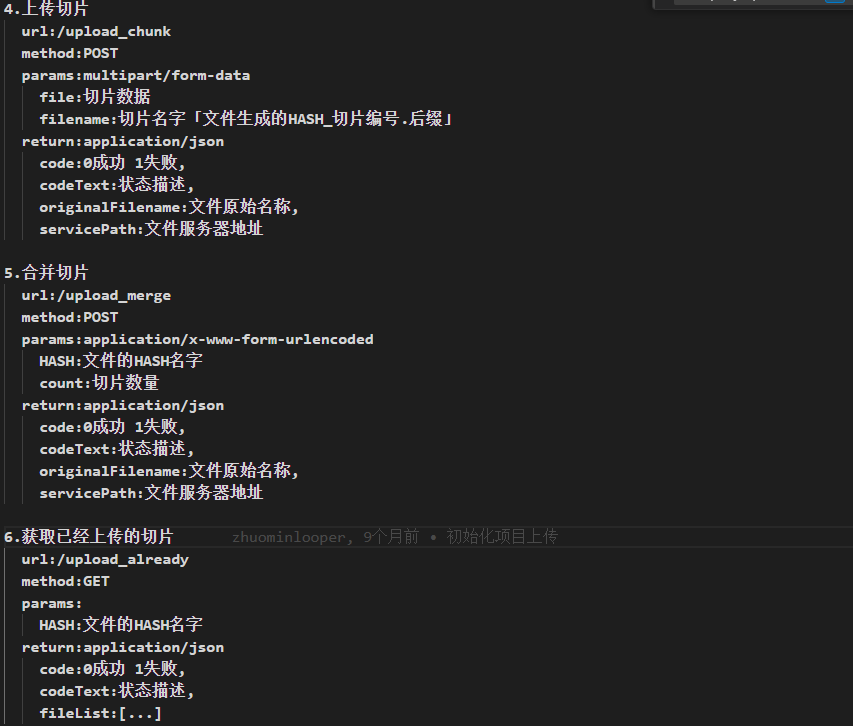 4.上传切片
url:/upload_chunk
method:POST
params:multipart/form-data
file:切片数据
filename:切片名字「文件生成的HASH_切片编号.后缀」
return:application/json
code:0成功 1失败,
codeText:状态描述,
originalFilename:文件原始名称,
servicePath:文件服务器地址
5.合并切片
url:/upload_merge
method:POST
params:application/x-www-form-urlencoded
HASH:文件的HASH名字
count:切片数量
return:application/json
code:0成功 1失败,
codeText:状态描述,
originalFilename:文件原始名称,
servicePath:文件服务器地址
6.获取已经上传的切片 zhuominlooper, 9个月前 • 初始化项目上传
url:/upload_already
method:GET
params:
HASH:文件的HASH名字
return:application/json
code:0成功 1失败,
codeText:状态描述,
fileList:[...]